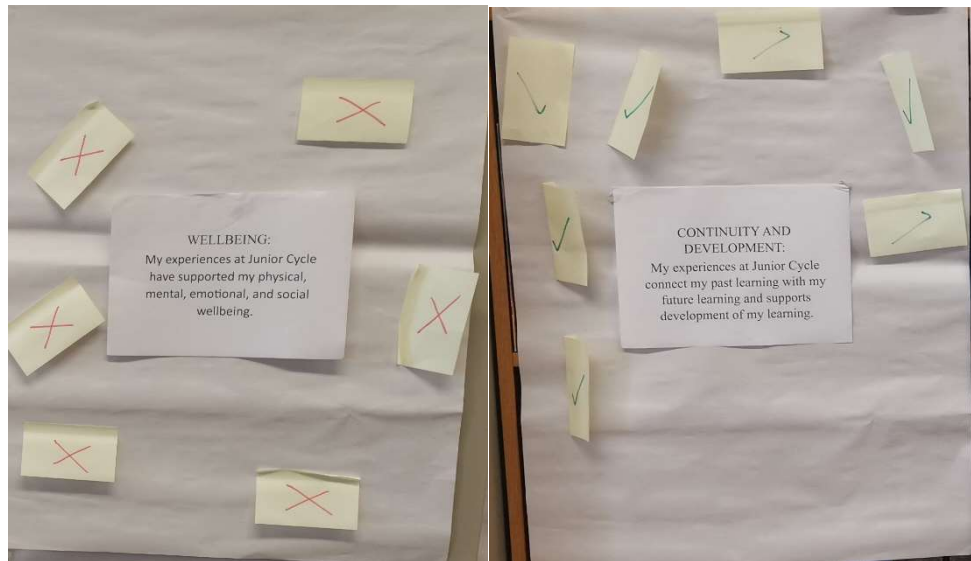 WELLBEING:
My experiences at Junior Cycle
have supported my physical,
mental, emotional, and social
wellbeing.
CONTINUITY AND
DEVELOPMENT:
My experiences at Junior Cycle
connect my past learning with my
future learning and supports
development of my learning.